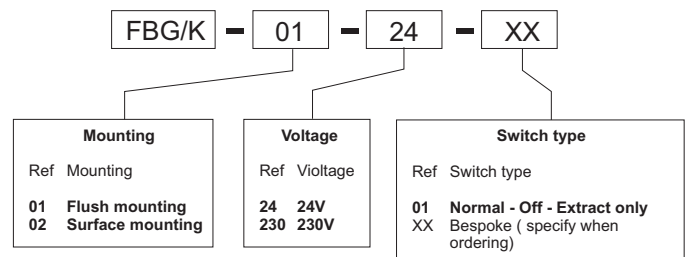 FBG/K - 01 - 24 - XX
Mounting
Ref Mounting
01 Flush mounting
02 Surface mounting
Voltage
Ref Violtage
24 24V
230 230V
Switch type
Ref Switch type
01 Normal - Off - Extract only
XX Bespoke ( specify when
ordering)